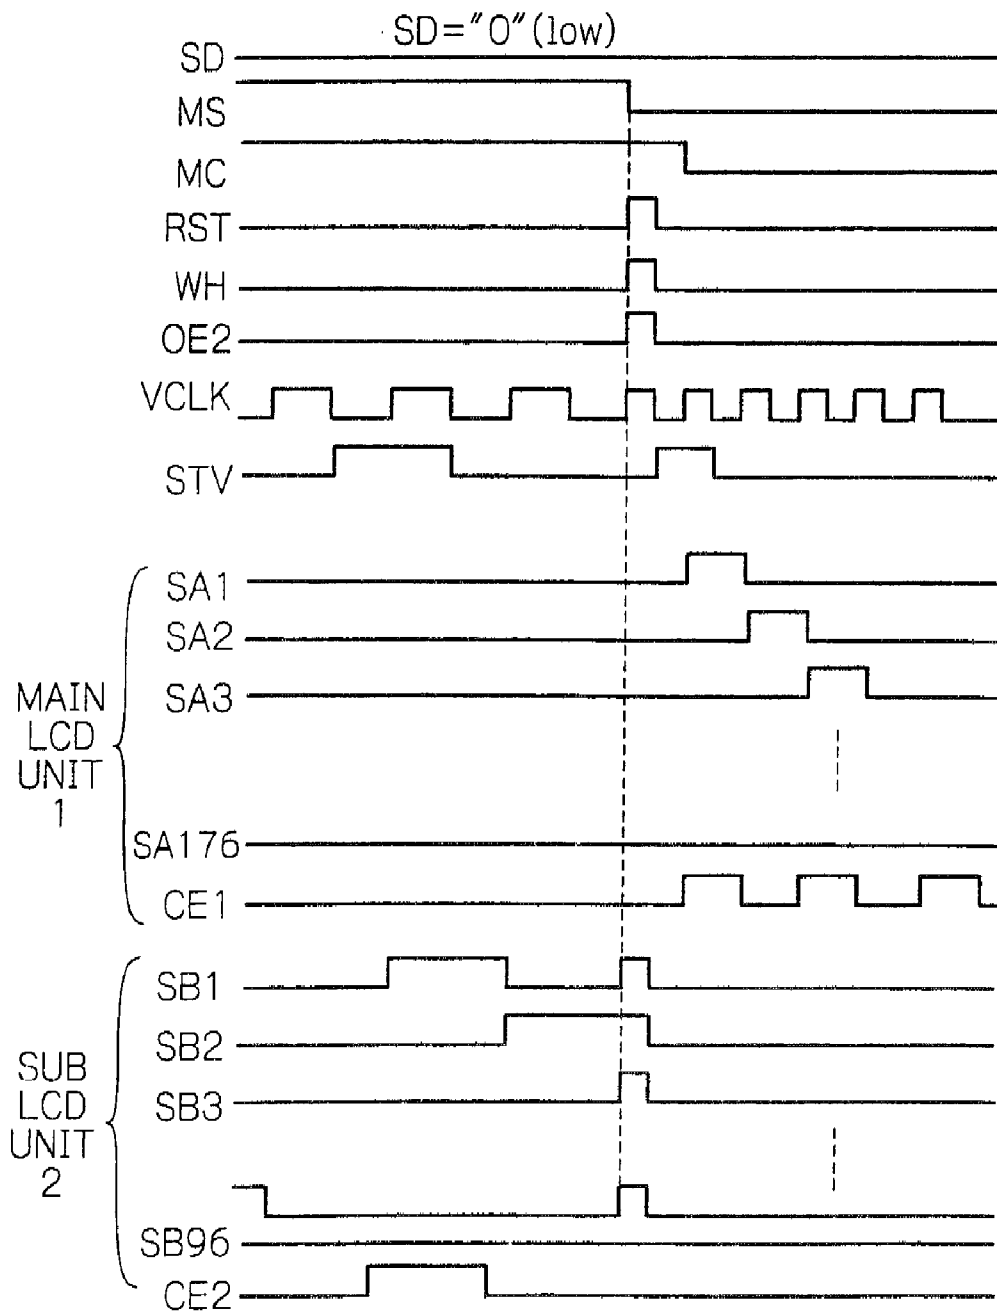 SD="0"(low)
SD
MS
MC
RST
WH
OE2
VCLK
STV
MAIN
LCD
UNIT
1
SA1
SA2
SA3
SA176
CE1
SUB
LCD
UNIT
2
SB1
SB2
SB3
SB96
CE2